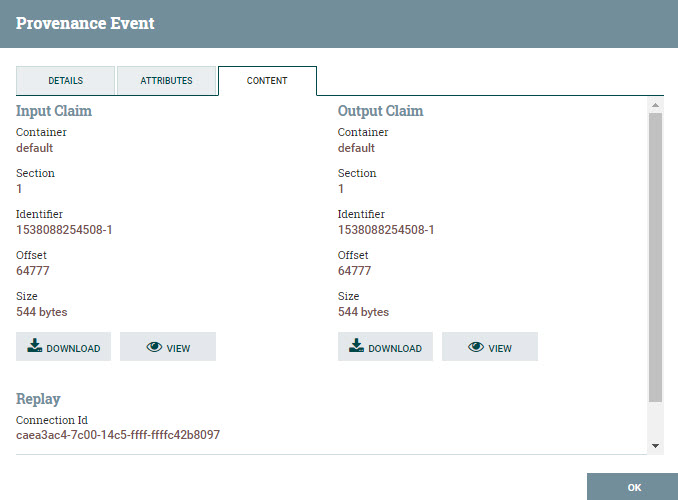 Provenance Event
DETAILS
ATTRIBUTES
CONTENT
Input Claim
Container
default
Section
1
Identifier
1538088254508-1
Offset
64777
Size
544 bytes
DOWNLOAD
VIEW
Output Claim
Container
default
Section
1
Identifier
1538088254508-1
Offset
64777
Size
544 bytes
DOWNLOAD
VIEW
Replay
Connection Id
caea3ac4-7c00-14c5-ffff-ffffc42b8097
OK